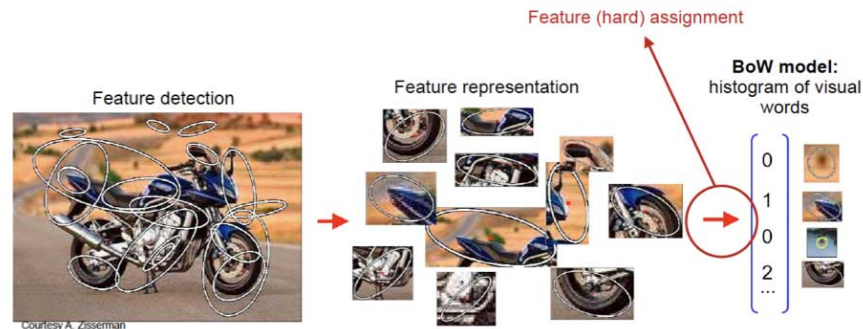 Feature (hard) assignment
BoW model:
histogram of visual
words
Feature representation
Feature detection
0
1
0
2
...
Courtesy A. Zisserman